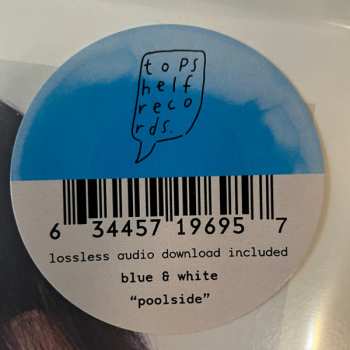 tops
helf
reco
rds.
6 34457 19695 7
lossless audio download included
blue & white
“poolside”